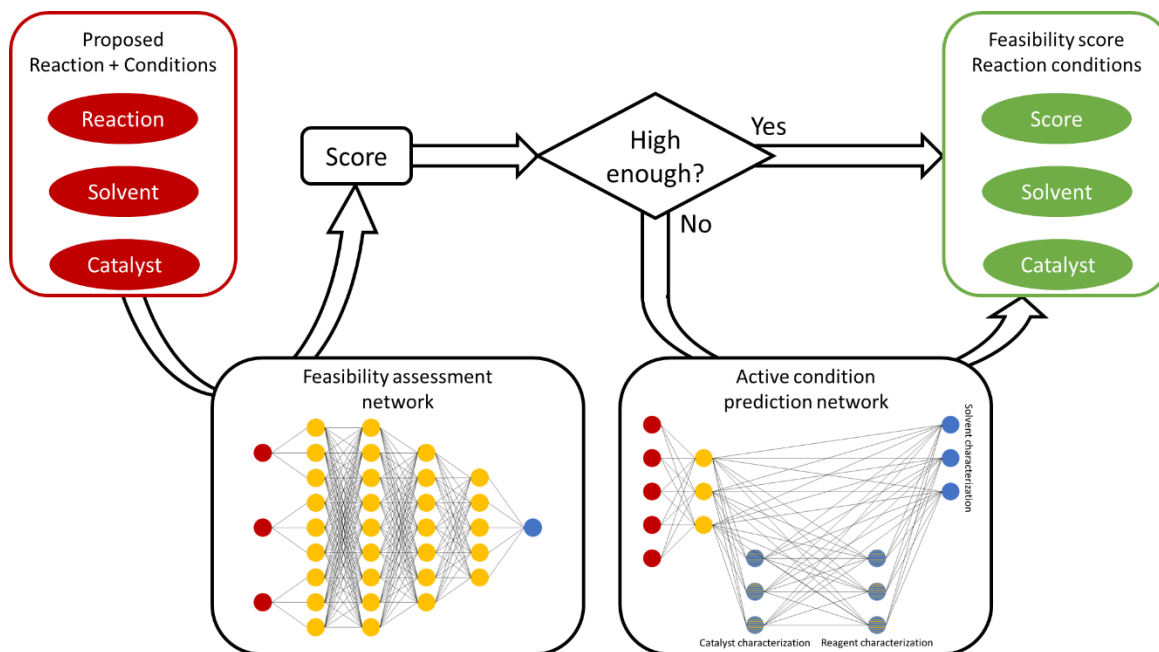 Proposed
Reaction + Conditions
Reaction
Solvent
Catalyst
Score
High
enough?
Yes
No
Feasibility score
Reaction conditions
Score
Solvent
Catalyst
Feasibility assessment
network
Active condition
prediction network
Solvent characterization
Catalyst characterization
Reagent characterization